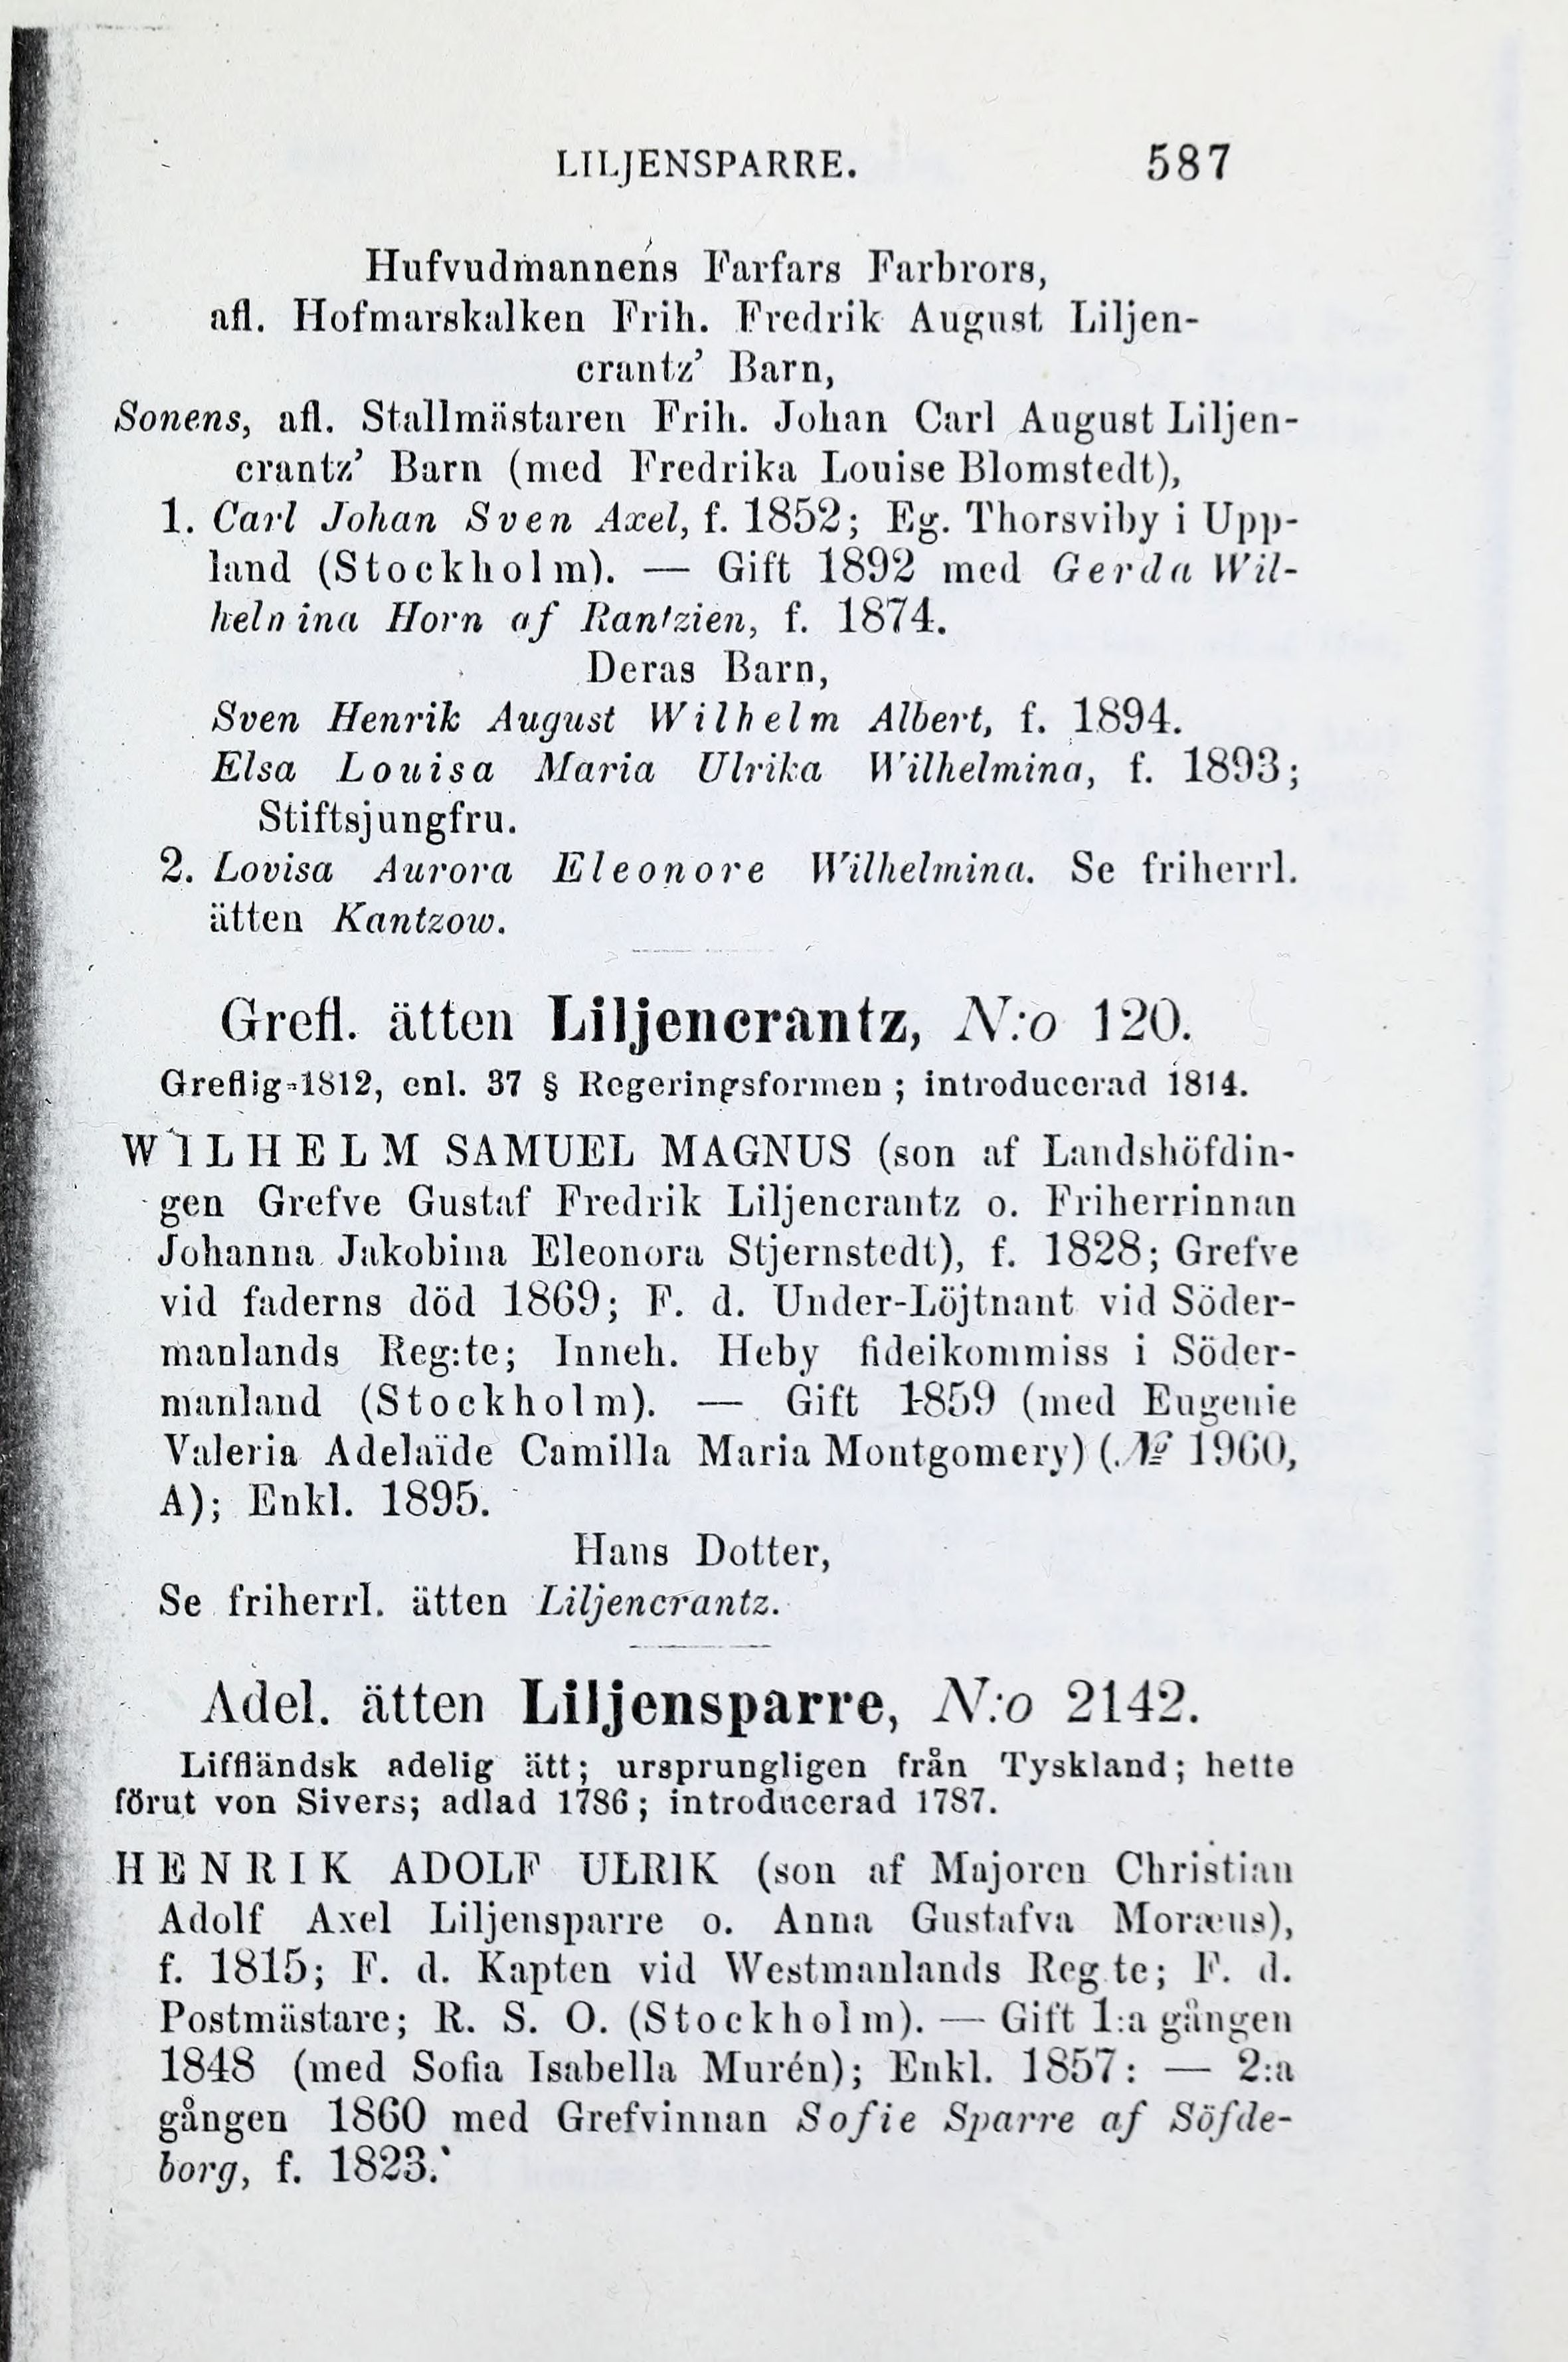 LILJENSPARRE. 587
Hufvudmannens Farfars Farbrors,
afl. Hofmarskalken Frih. Fredrik August Liljen-
crantz’ Barn,
Sonens, afl. Stallmästaren Frih. Johan Carl August Liljen-
crantz’ Barn (med Fredrika Louise Blomstedt),
1. Carl Johan Sven Axel, f. 1852; Eg. Thorsviby i Upp-
land (Stockholm). — Gift 1892 med Gerda Wil-
helmina Horn af Rantzien, f. 1874.
Deras Barn,
Sven Henrik August Wilhelm Albert, f. 1894.
Elsa Louisa Maria Ulrika Wilhelmina, f. 1893;
Stiftsjungfru.
2. Lovisa Aurora Eleonore Wilhelmina. Se friherrl.
ätten Kantzow.
Grefl. ätten Liljencrantz, N:o 120.
Greflig 1812, enl. 37 § Regeringsformen; introducerad 1814.
WILHELM SAMUEL MAGNUS (son af Landshöfdin-
gen Grefve Gustaf Fredrik Liljencrantz o. Friherrinnan
Johanna Jakobina Eleonora Stjernstedt), f. 1828; Grefve
vid faderns död 1869; F. d. Under-Löjtnant vid Söder-
manlands Reg:te; Inneh. Heby fideikommiss i Söder-
manland (Stockholm). — Gift 1859 (med Eugenie
Valeria Adelaïde Camilla Maria Montgomery) (№ 1960,
A); Enkl. 1895.
Hans Dotter,
Se friherrl. ätten Liljencrantz.
Adel. ätten Liljensparre, N:o 2142.
Liffländsk adelig ätt; ursprungligen från Tyskland; hette
förut von Sivers; adlad 1786; introducerad 1787.
HENRIK ADOLF ULRIK (son af Majoren Christian
Adolf Axel Liljensparre o. Anna Gustafva Moræus),
f. 1815; F. d. Kapten vid Westmanlands Reg te; F. d.
Postmästare; R. S. O. (Stockholm). — Gift 1:a gången
1848 (med Sofia Isabella Murén); Enkl. 1857: — 2:a
gången 1860 med Grefvinnan Sofie Sparre af Söfde-
borg, f. 1823.